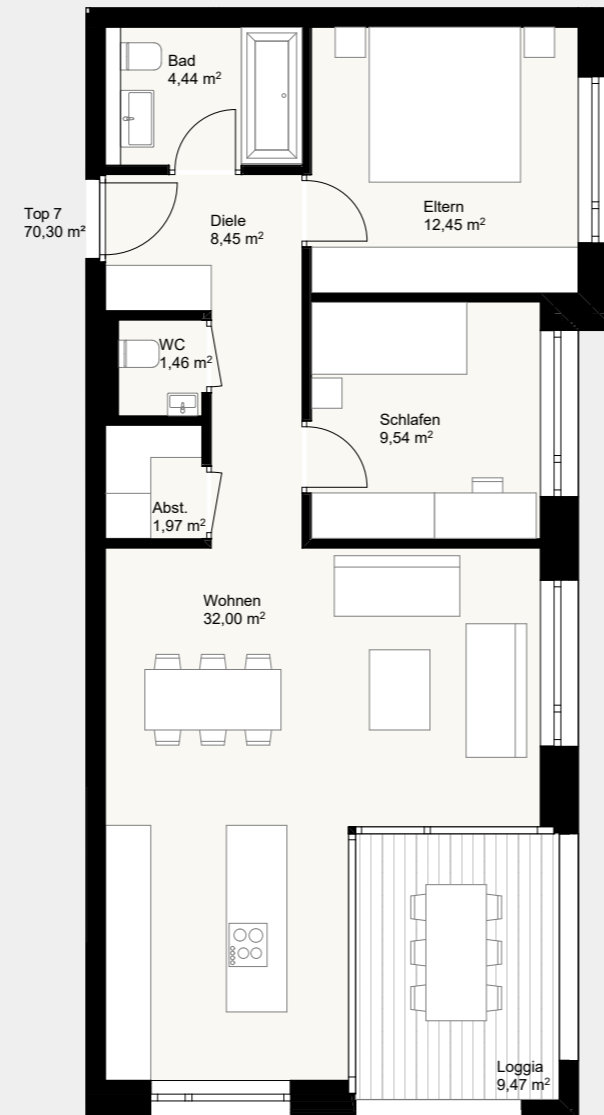 Bad
4,44 m²
Top 7
70,30 m²
Diele
8,45 m²
Eltern
12,45 m²
WC
1,46 m²
Schlafen
9,54 m²
Abst.
1,97 m²
Wohnen
32,00 m²
Loggia
9,47 m²